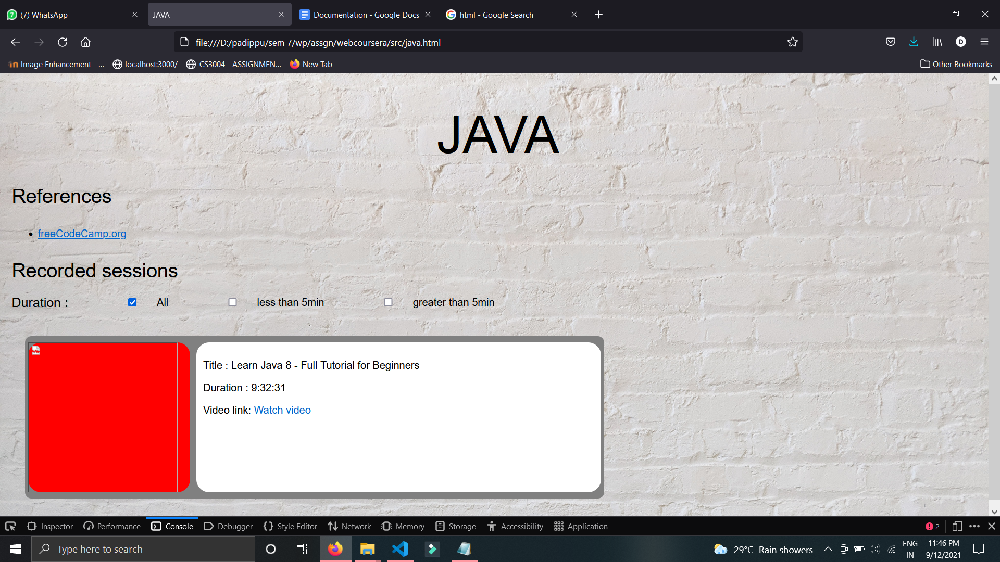 (7) WhatsApp
JAVA
Documentation - Google Docs
html - Google Search
file:///D:/padippu/sem 7/wp/assgn/webcoursera/src/java.html
D
Image Enhancement - ...
localhost:3000/
CS3004 - ASSIGNMEN...
New Tab
Other Bookmarks
JAVA
References
freeCodeCamp.org
Recorded sessions
Duration : All less than 5min greater than 5min
Title : Learn Java 8 - Full Tutorial for Beginners
Duration : 9:32:31
Video link: Watch video
Inspector Performance Console Debugger Style Editor Network Memory Storage Accessibility Application 2
Type here to search
29°C Rain showers
ENG
IN
11:46 PM
9/12/2021